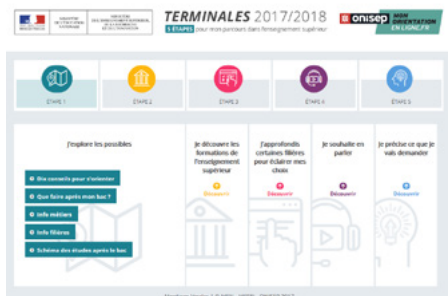 TERMINALES 2017/2018
5 ÉTAPES pour mon parcours dans l'enseignement supérieur
onisep
MON
ORIENTATION
EN LIGNE.FR
ÉTAPE 1
ÉTAPE 2
ÉTAPE 3
ÉTAPE 4
ÉTAPE 5
J'explore les possibles
Dix conseils pour s'orienter
Que faire après mon bac ?
Info métiers
Info filières
Schéma des études après le bac
Je découvre les
formations de
l'enseignement
supérieur
Découvrir
J'approfondis
certaines filières
pour éclairer mes
choix
Découvrir
Je souhaite en
parler
Découvrir
Je précise ce que je
vais demander
Découvrir